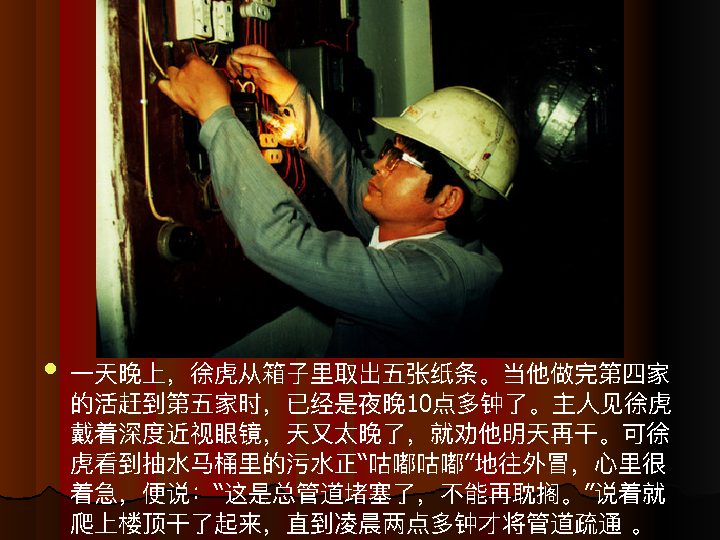 一天晚上，徐虎从箱子里取出五张纸条。当他做完第四家
的活赶到第五家时，已经是夜晚10点多钟了。主人见徐虎
戴着深度近视眼镜，天又太晚了，就劝他明天再干。可徐
虎看到抽水马桶里的污水正“咕嘟咕嘟”地往外冒，心里很
着急，便说：“这是总管道堵塞了，不能再耽搁。”说着就
爬上楼顶干了起来，直到凌晨两点多钟才将管道疏通 。